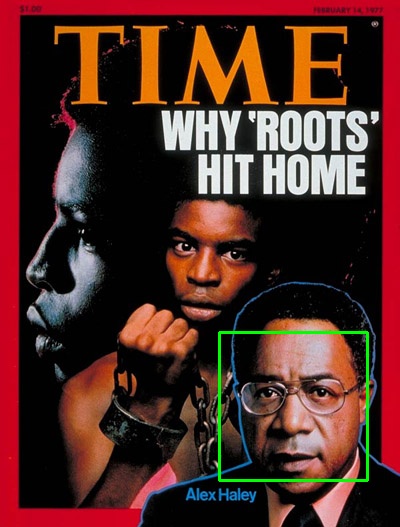 $1.00 FEBRUARY 14, 1977
TIME
®
WHY 'ROOTS'
HIT HOME
Alex Haley